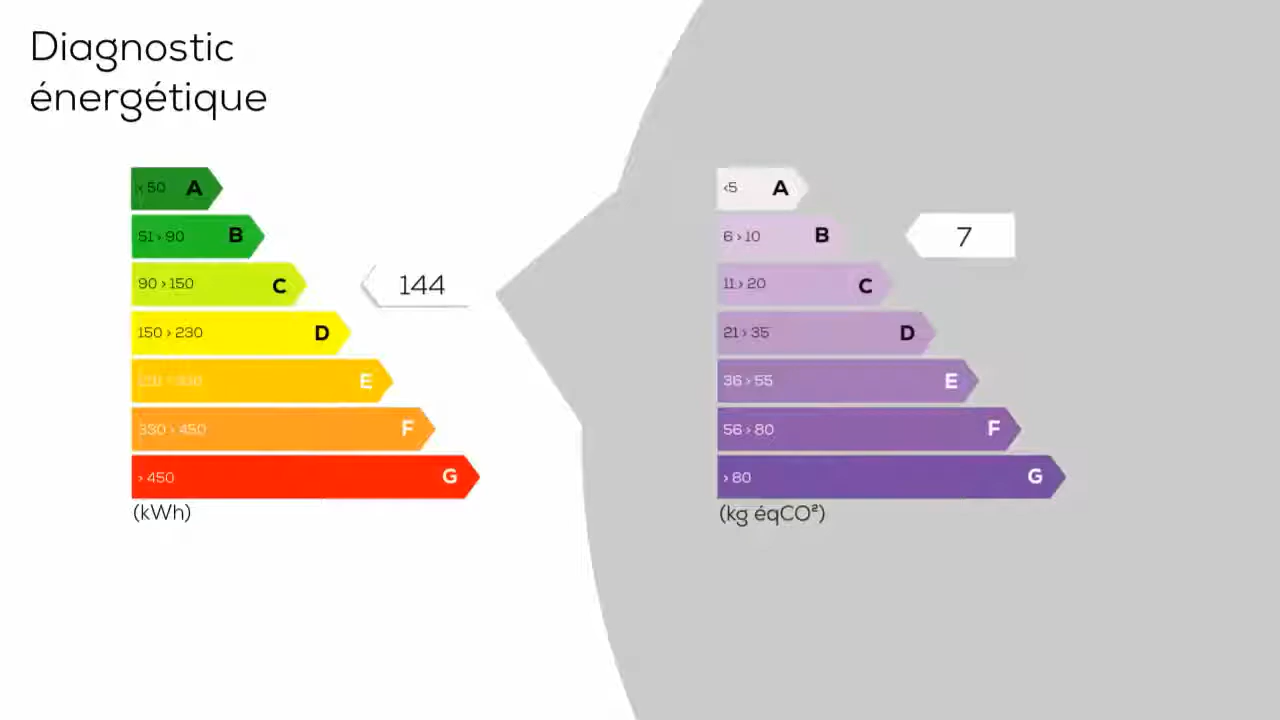 Diagnostic
énergétique
< 50 A
51 > 90 B
90 > 150 C
144
150 > 230 D
E
330 > 450 F
> 450 G
(kWh)
<5 A
6 > 10 B
7
11 > 20 C
21 > 35 D
36 > 55 E
56 > 80 F
> 80 G
(kg éqCO²)